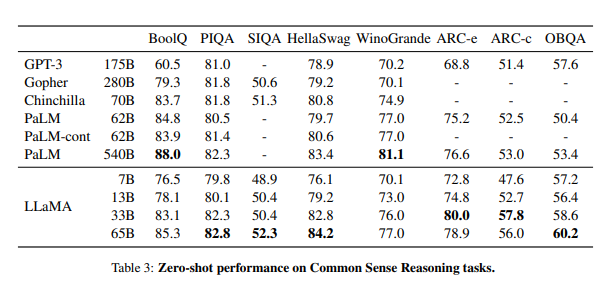 BoolQ PIQA SIQA HellaSwag WinoGrande ARC-e ARC-c OBQA
GPT-3 175B 60.5 81.0 - 78.9 70.2 68.8 51.4 57.6
Gopher 280B 79.3 81.8 50.6 79.2 70.1 - - -
Chinchilla 70B 83.7 81.8 51.3 80.8 74.9 - - -
PaLM 62B 84.8 80.5 - 79.7 77.0 75.2 52.5 50.4
PaLM-cont 62B 83.9 81.4 - 80.6 77.0 - - -
PaLM 540B 88.0 82.3 - 83.4 81.1 76.6 53.0 53.4
7B 76.5 79.8 48.9 76.1 70.1 72.8 47.6 57.2
LLaMA 13B 78.1 80.1 50.4 79.2 73.0 74.8 52.7 56.4
33B 83.1 82.3 50.4 82.8 76.0 80.0 57.8 58.6
65B 85.3 82.8 52.3 84.2 77.0 78.9 56.0 60.2
Table 3: Zero-shot performance on Common Sense Reasoning tasks.